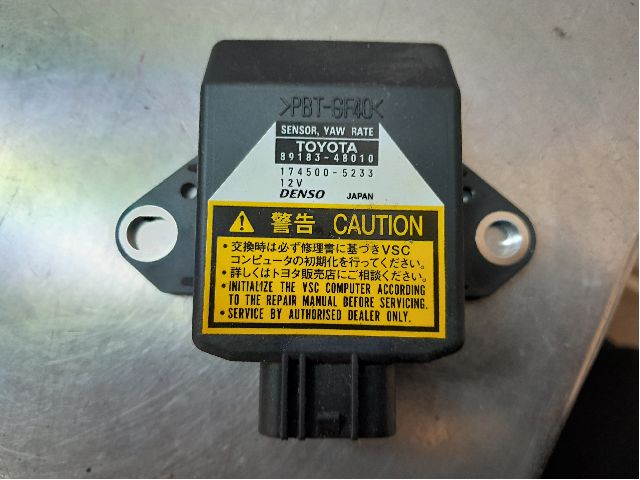 >PBT-GF40<
SENSOR, YAW RATE
TOYOTA
89183-48010
174500-5233
12V
DENSO JAPAN
警告 CAUTION
・交換時は必ず修理書に基づきVSC
コンピュータの初期化を行ってください。
・詳しくはトヨタ販売店にご相談ください。
・INITIALIZE THE VSC COMPUTER ACCORDING
TO THE REPAIR MANUAL BEFORE SERVICING.
・SERVICE BY AUTHORISED DEALER ONLY.